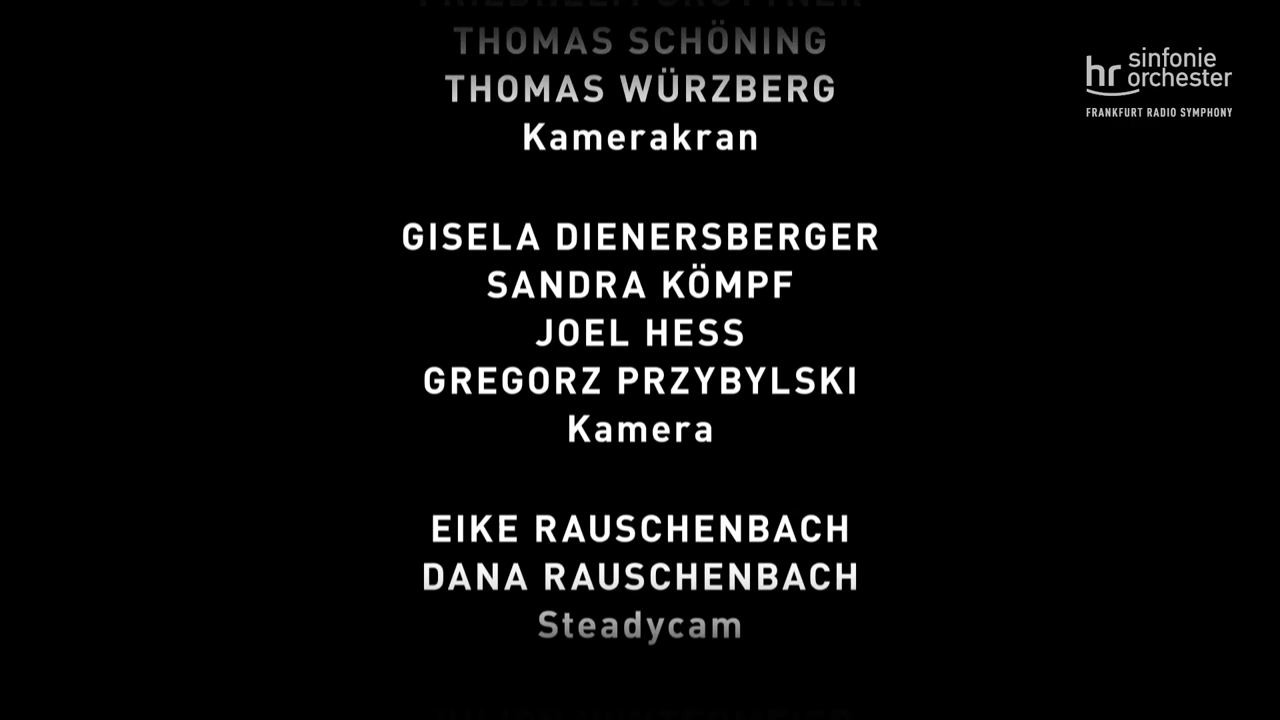 THOMAS SCHÖNING
THOMAS WÜRZBERG
Kamerakran
GISELA DIENERSBERGER
SANDRA KÖMPF
JOEL HESS
GREGORZ PRZYBYLSKI
Kamera
EIKE RAUSCHENBACH
DANA RAUSCHENBACH
Steadycam
hr sinfonie
orchester
FRANKFURT RADIO SYMPHONY